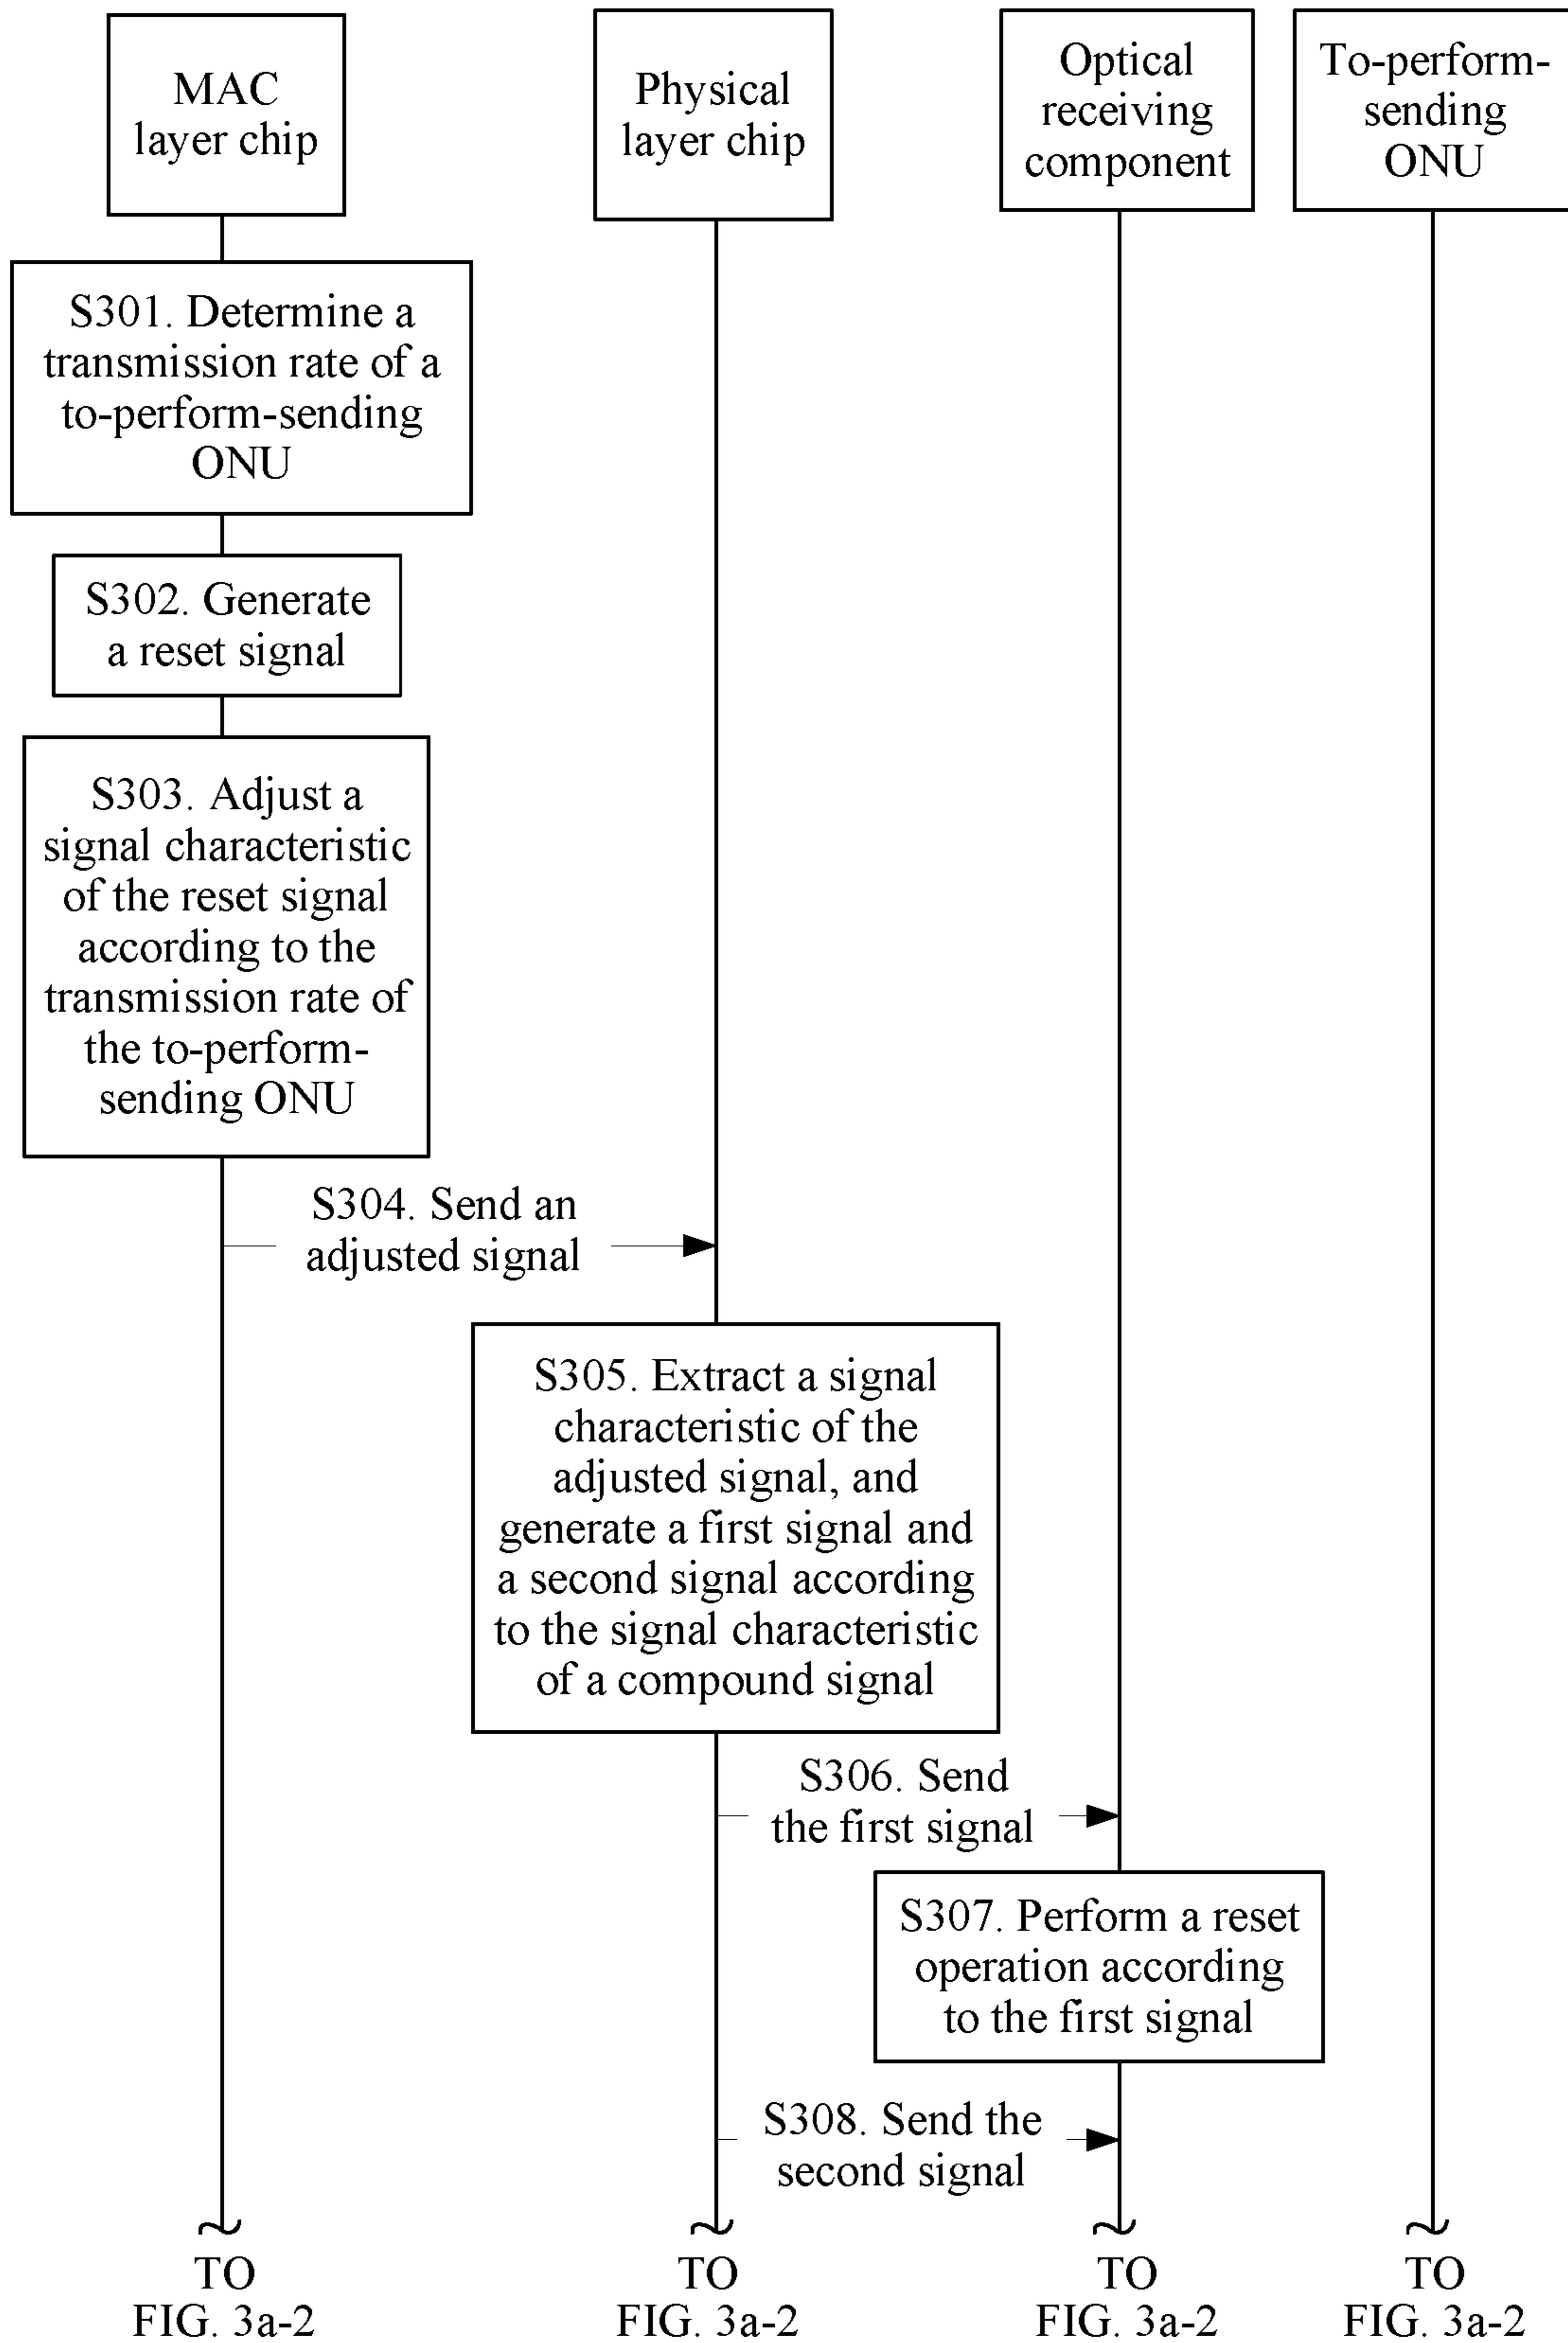 MAC
layer chip
Physical
layer chip
Optical
receiving
component
To-perform-
sending
ONU
S301. Determine a
transmission rate of a
to-perform-sending
ONU
S302. Generate
a reset signal
S303. Adjust a
signal characteristic
of the reset signal
according to the
transmission rate of
the to-perform-
sending ONU
S304. Send an
adjusted signal
S305. Extract a signal
characteristic of the
adjusted signal, and
generate a first signal and
a second signal according
to the signal characteristic
of a compound signal
S306. Send
the first signal
S307. Perform a reset
operation according
to the first signal
S308. Send the
second signal
TO
FIG. 3a-2
TO
FIG. 3a-2
TO
FIG. 3a-2
TO
FIG. 3a-2